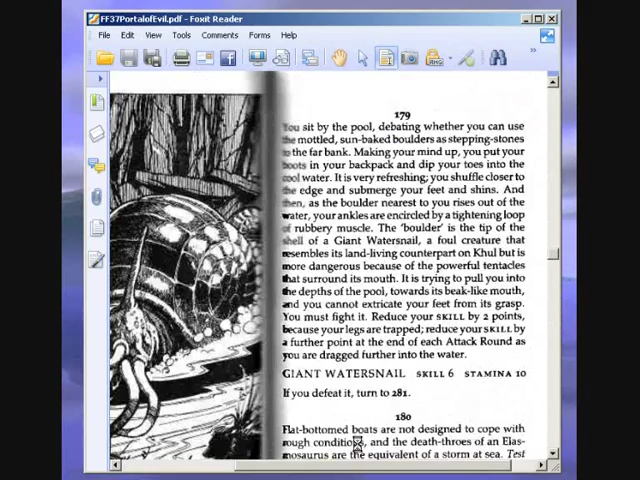 FF37PortalofEvil.pdf - Foxit Reader
File Edit View Tools Comments Forms Help
179
You sit by the pool, debating whether you can use
the mottled, sun-baked boulders as stepping-stones
to the far bank. Making your mind up, you put your
boots in your backpack and dip your toes into the
cool water. It is very refreshing; you shuffle closer to
the edge and submerge your feet and shins. And
then, as the boulder nearest to you rises out of the
water, your ankles are encircled by a tightening loop
of rubbery muscle. The 'boulder' is the tip of the
shell of a Giant Watersnail, a foul creature that
resembles its land-living counterpart on Khul but is
more dangerous because of the powerful tentacles
that surround its mouth. It is trying to pull you into
the depths of the pool, towards its beak-like mouth,
and you cannot extricate your feet from its grasp.
You must fight it. Reduce your SKILL by 2 points,
because your legs are trapped; reduce your SKILL by
a further point at the end of each Attack Round as
you are dragged further into the water.
GIANT WATERSNAIL SKILL 6 STAMINA 10
If you defeat it, turn to 281.
180
Flat-bottomed boats are not designed to cope with
rough conditions, and the death-throes of an Elas-
mosaurus are the equivalent of a storm at sea. Test